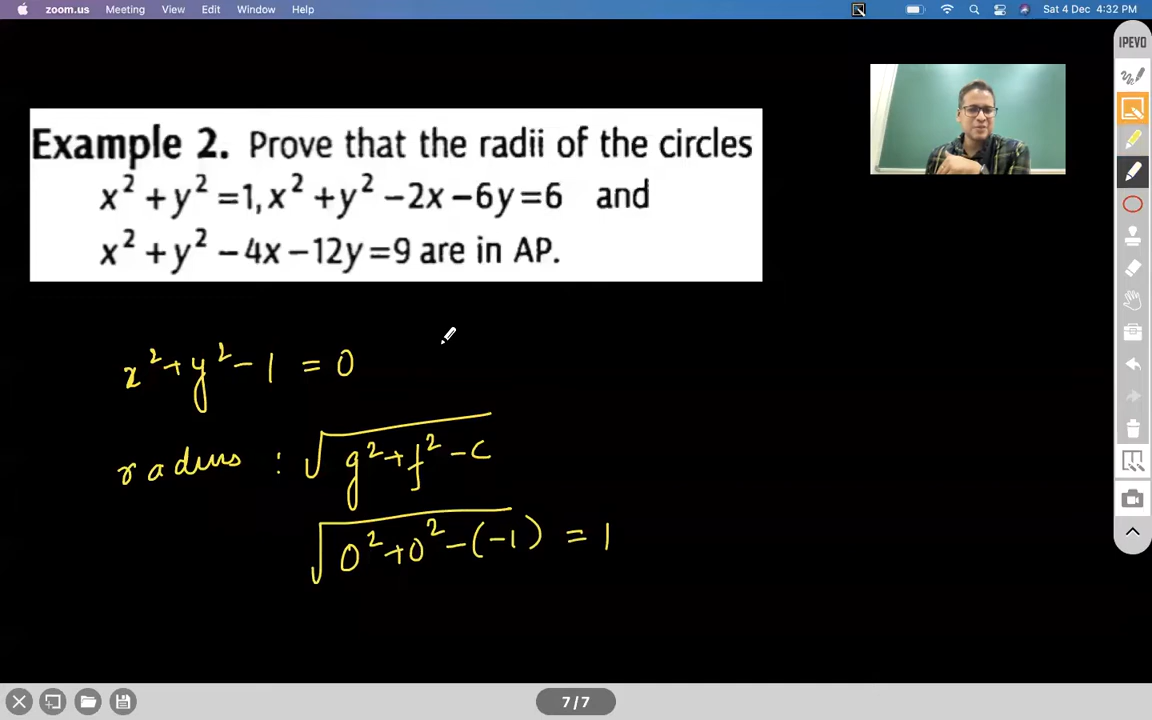 zoom.us Meeting View Edit Window Help Sat 4 Dec 4:32 PM
IPEVO
Example 2. Prove that the radii of the circles
x² + y² =1, x² + y² −2x −6y =6 and
x² + y² − 4x −12y =9 are in AP.
x² + y² − 1 = 0
radius : √(g² + f² − c)
√(0² + 0² − (−1)) = 1
7 / 7